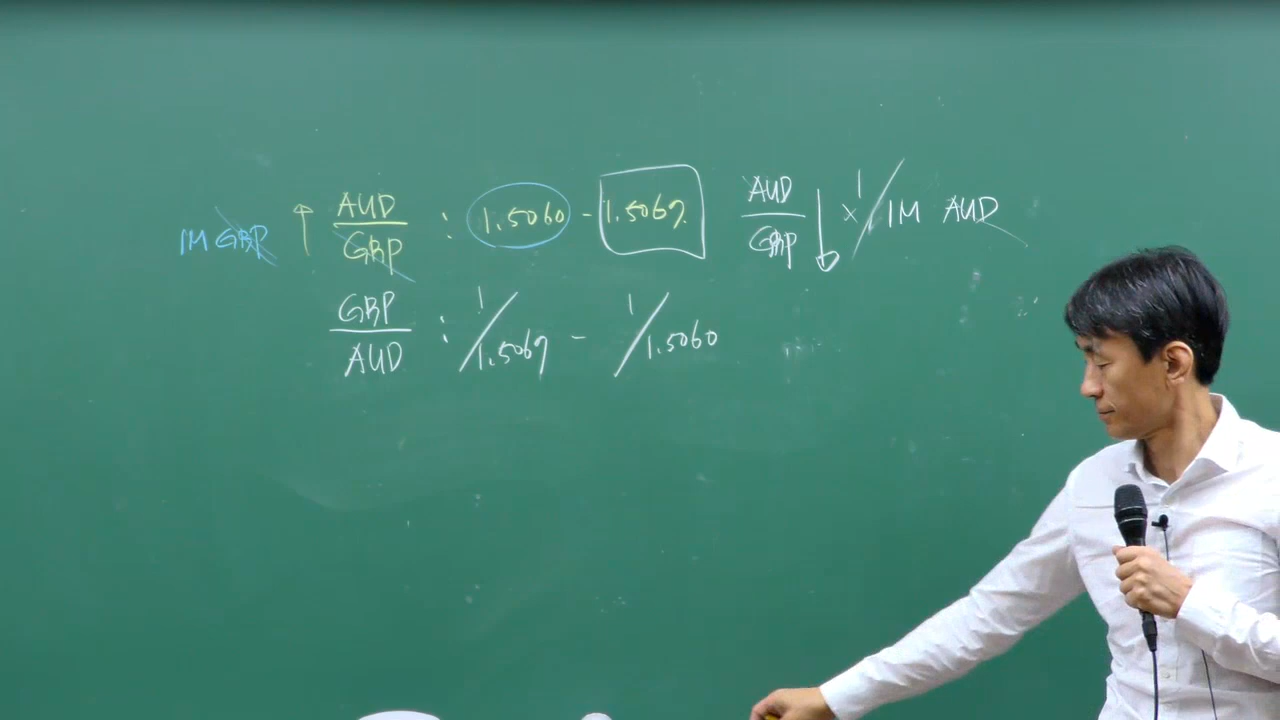 1M GBP ↑ AUD/GBP : 1.5060 - 1.5067. AUD/GBP ↓ × 1/1M AUD
GBP/AUD : 1/1.5067 - 1/1.5060